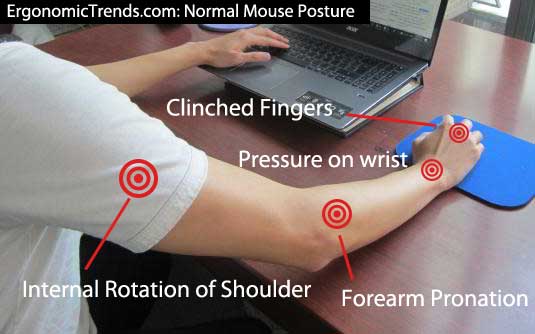 ErgonomicTrends.com: Normal Mouse Posture
Clinched Fingers
Pressure on wrist
Internal Rotation of Shoulder
Forearm Pronation